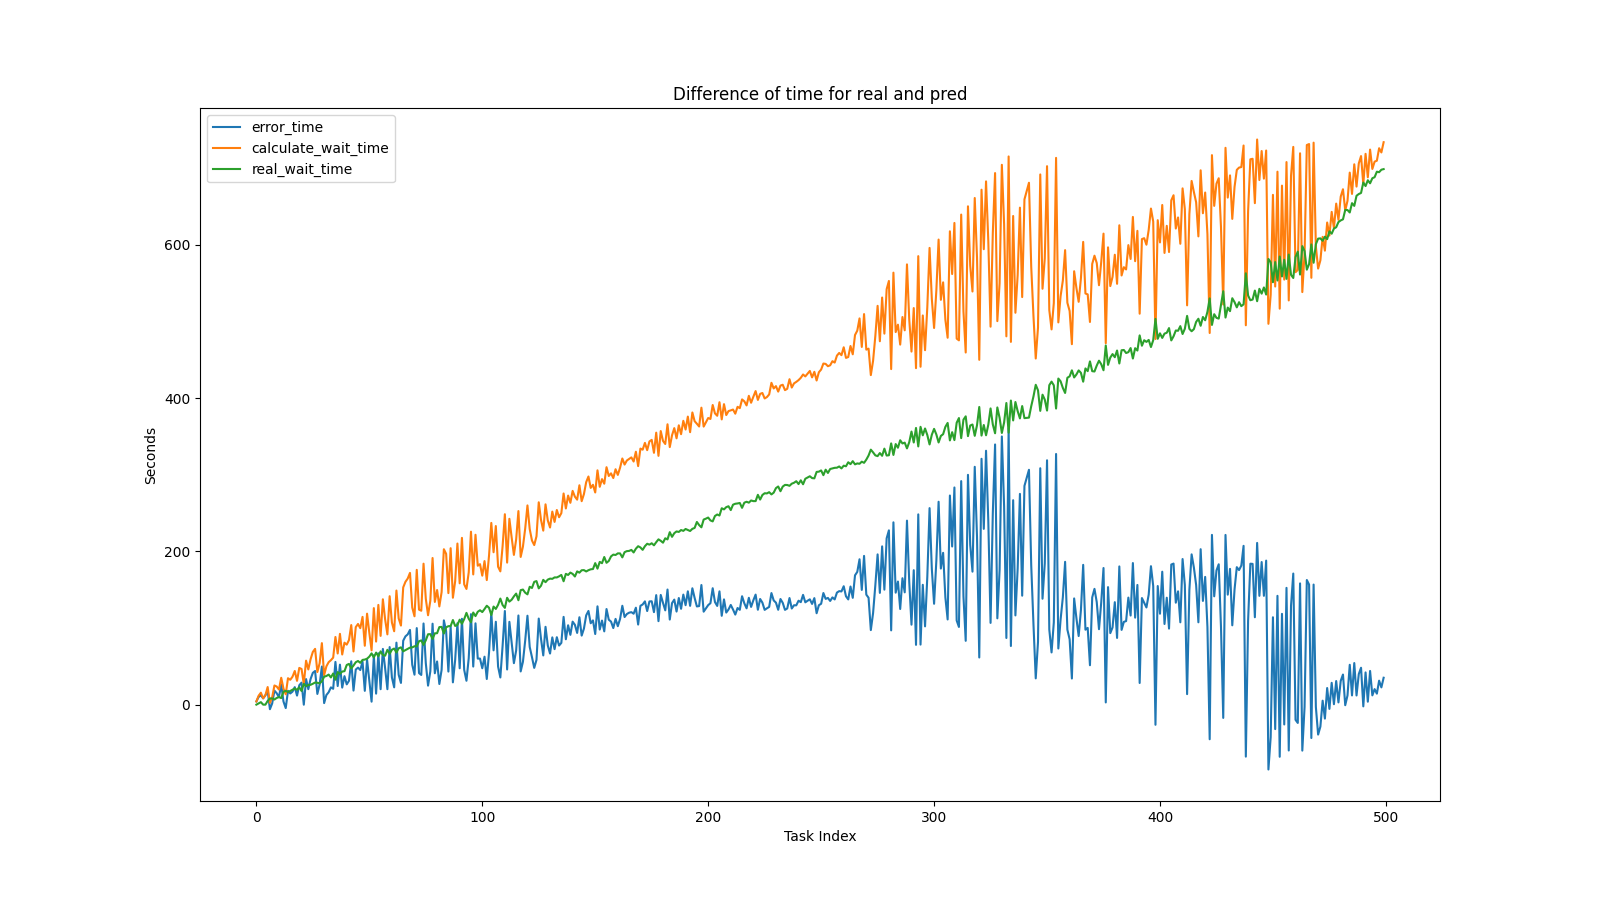 Difference of time for real and pred
error_time
calculate_wait_time
real_wait_time
600
400
200
0
Seconds
0 100 200 300 400 500
Task Index